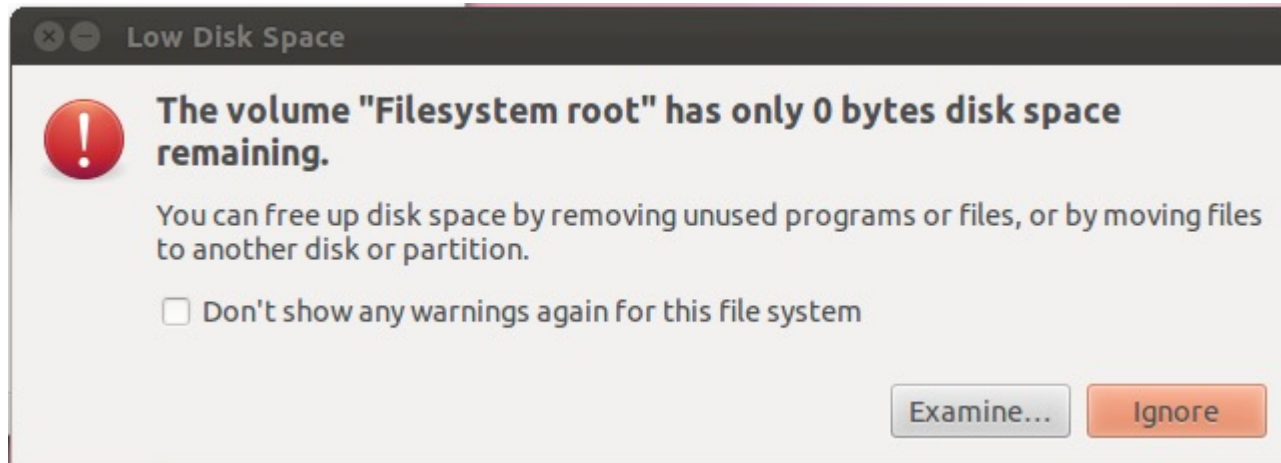 Low Disk Space
The volume "Filesystem root" has only 0 bytes disk space
remaining.
You can free up disk space by removing unused programs or files, or by moving files
to another disk or partition.
Don't show any warnings again for this file system
Examine...
Ignore